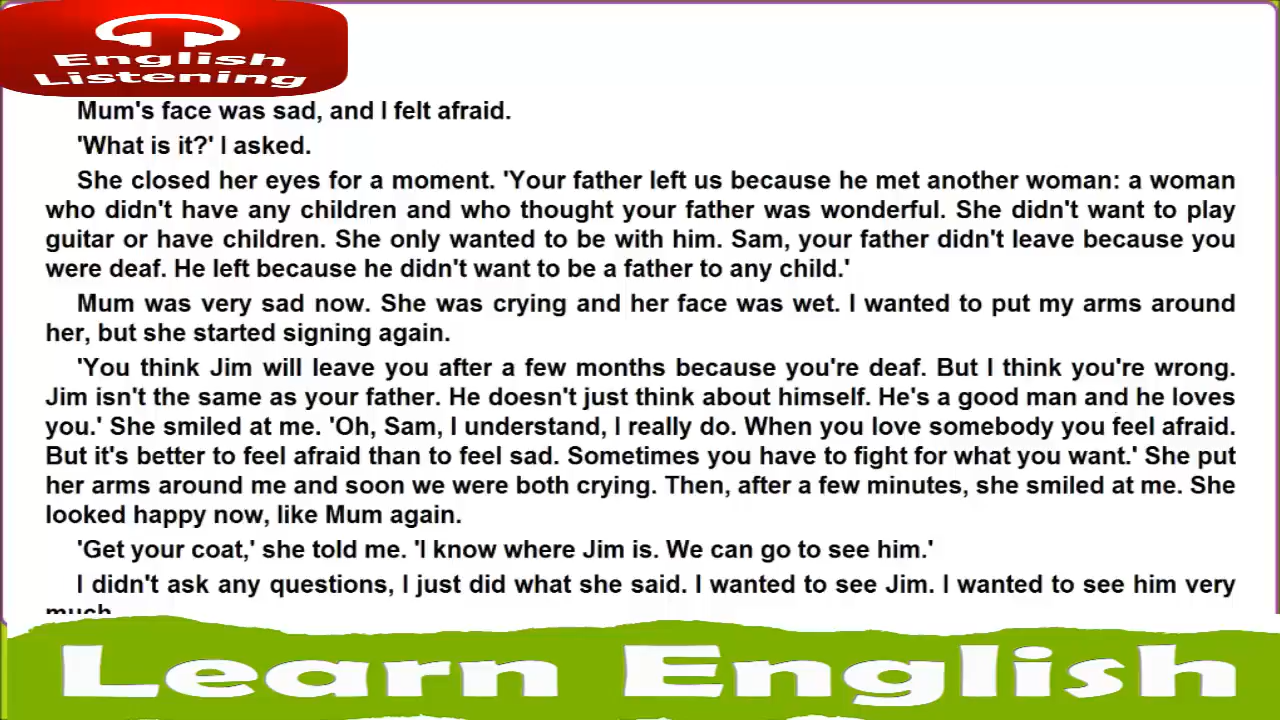 English
Listening
Mum's face was sad, and I felt afraid.
'What is it?' I asked.
She closed her eyes for a moment. 'Your father left us because he met another woman: a woman
who didn't have any children and who thought your father was wonderful. She didn't want to play
guitar or have children. She only wanted to be with him. Sam, your father didn't leave because you
were deaf. He left because he didn't want to be a father to any child.'
Mum was very sad now. She was crying and her face was wet. I wanted to put my arms around
her, but she started signing again.
'You think Jim will leave you after a few months because you're deaf. But I think you're wrong.
Jim isn't the same as your father. He doesn't just think about himself. He's a good man and he loves
you.' She smiled at me. 'Oh, Sam, I understand, I really do. When you love somebody you feel afraid.
But it's better to feel afraid than to feel sad. Sometimes you have to fight for what you want.' She put
her arms around me and soon we were both crying. Then, after a few minutes, she smiled at me. She
looked happy now, like Mum again.
'Get your coat,' she told me. 'I know where Jim is. We can go to see him.'
I didn't ask any questions, I just did what she said. I wanted to see Jim. I wanted to see him very
much
Learn English